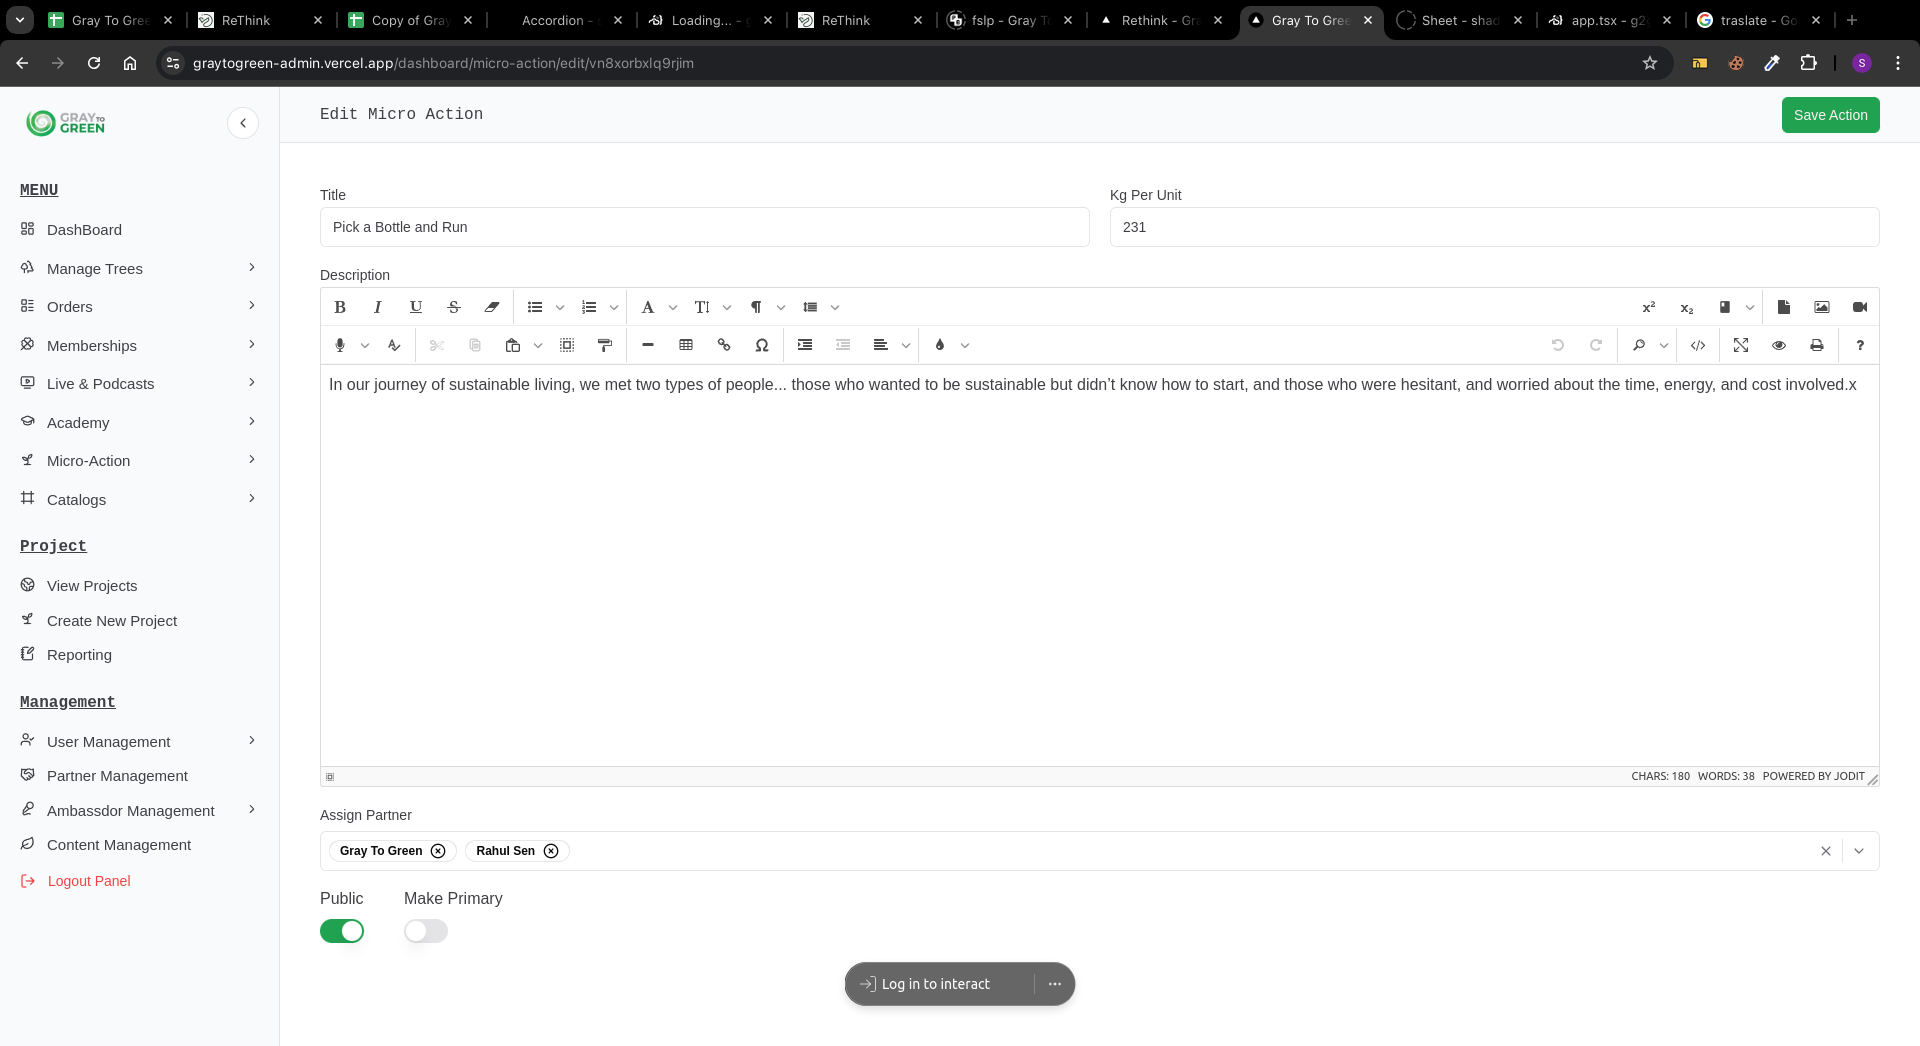 Gray To Gree
ReThink
Copy of Gray
Accordion - s
Loading... - g
ReThink
fslp - Gray To
Rethink - Gra
Gray To Gree
Sheet - shad
app.tsx - g2g
traslate - Go
graytogreen-admin.vercel.app/dashboard/micro-action/edit/vn8xorbxlq9rjim
S
GRAY TO GREEN
Edit Micro Action
Save Action
MENU
DashBoard
Manage Trees
Orders
Memberships
Live & Podcasts
Academy
Micro-Action
Catalogs
Project
View Projects
Create New Project
Reporting
Management
User Management
Partner Management
Ambassdor Management
Content Management
Logout Panel
Title
Kg Per Unit
Pick a Bottle and Run
231
Description
In our journey of sustainable living, we met two types of people... those who wanted to be sustainable but didn’t know how to start, and those who were hesitant, and worried about the time, energy, and cost involved.x
CHARS: 180 WORDS: 38 POWERED BY JODIT
Assign Partner
Gray To Green
Rahul Sen
Public
Make Primary
Log in to interact